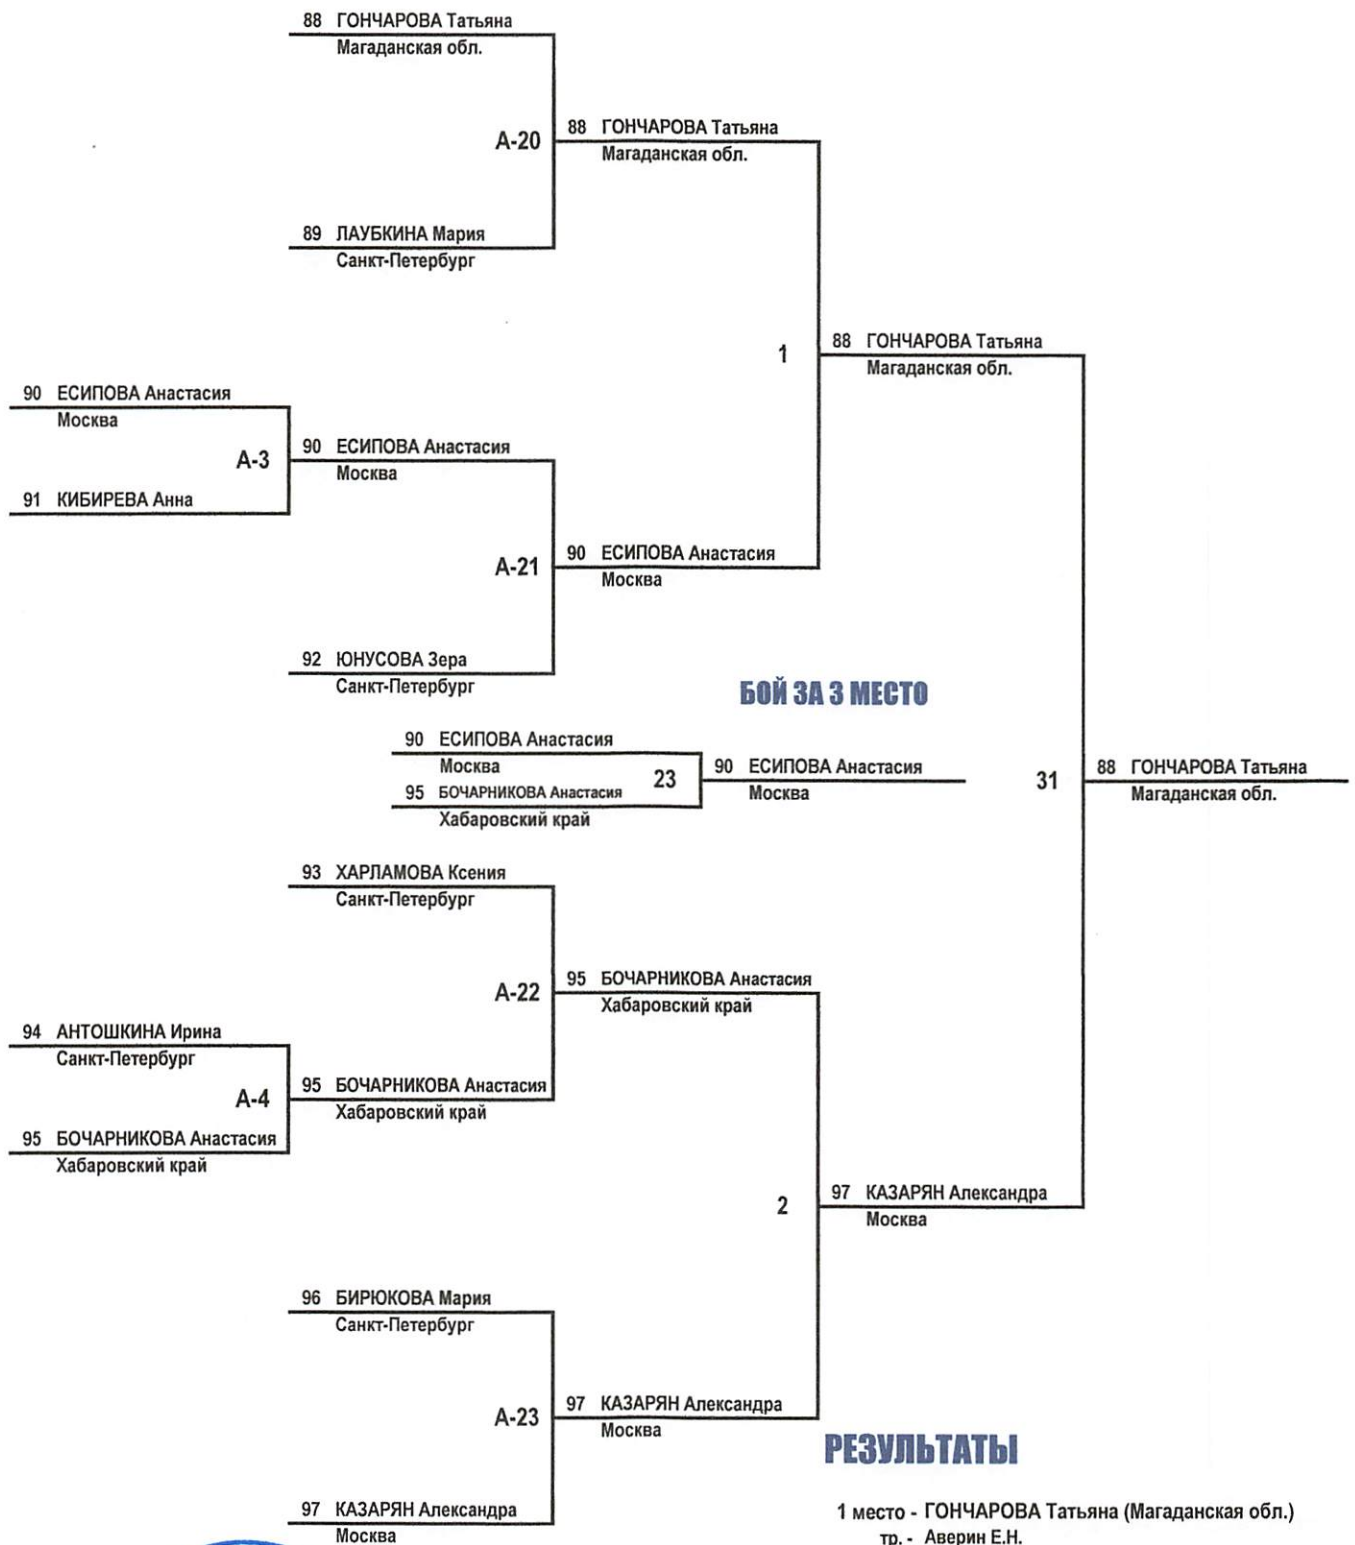 88 ГОНЧАРОВА Татьяна
Магаданская обл.
А-20
88 ГОНЧАРОВА Татьяна
Магаданская обл.
89 ЛАУБКИНА Мария
Санкт-Петербург
1
88 ГОНЧАРОВА Татьяна
Магаданская обл.
90 ЕСИПОВА Анастасия
Москва
А-3
90 ЕСИПОВА Анастасия
Москва
91 КИБИРЕВА Анна
А-21
90 ЕСИПОВА Анастасия
Москва
92 ЮНУСОВА Зера
Санкт-Петербург
БОЙ ЗА 3 МЕСТО
90 ЕСИПОВА Анастасия
Москва
23
90 ЕСИПОВА Анастасия
Москва
95 БОЧАРНИКОВА Анастасия
Хабаровский край
31
88 ГОНЧАРОВА Татьяна
Магаданская обл.
93 ХАРЛАМОВА Ксения
Санкт-Петербург
А-22
95 БОЧАРНИКОВА Анастасия
Хабаровский край
94 АНТОШКИНА Ирина
Санкт-Петербург
А-4
95 БОЧАРНИКОВА Анастасия
Хабаровский край
95 БОЧАРНИКОВА Анастасия
Хабаровский край
2
97 КАЗАРЯН Александра
Москва
96 БИРЮКОВА Мария
Санкт-Петербург
А-23
97 КАЗАРЯН Александра
Москва
97 КАЗАРЯН Александра
Москва
РЕЗУЛЬТАТЫ
1 место - ГОНЧАРОВА Татьяна (Магаданская обл.)
тр. - Аверин Е.Н.